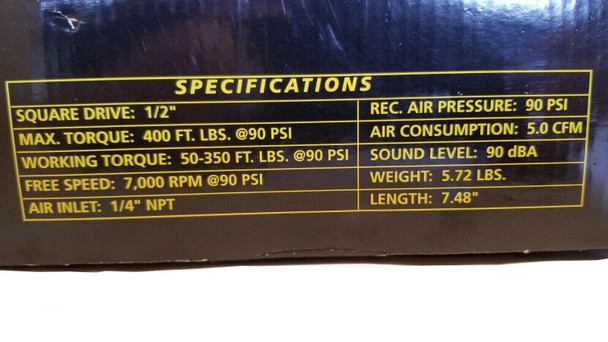 SPECIFICATIONS
SQUARE DRIVE: 1/2"
MAX. TORQUE: 400 FT. LBS. @90 PSI
WORKING TORQUE: 50-350 FT. LBS. @90 PSI
FREE SPEED: 7,000 RPM @90 PSI
AIR INLET: 1/4" NPT
REC. AIR PRESSURE: 90 PSI
AIR CONSUMPTION: 5.0 CFM
SOUND LEVEL: 90 dBA
WEIGHT: 5.72 LBS.
LENGTH: 7.48"